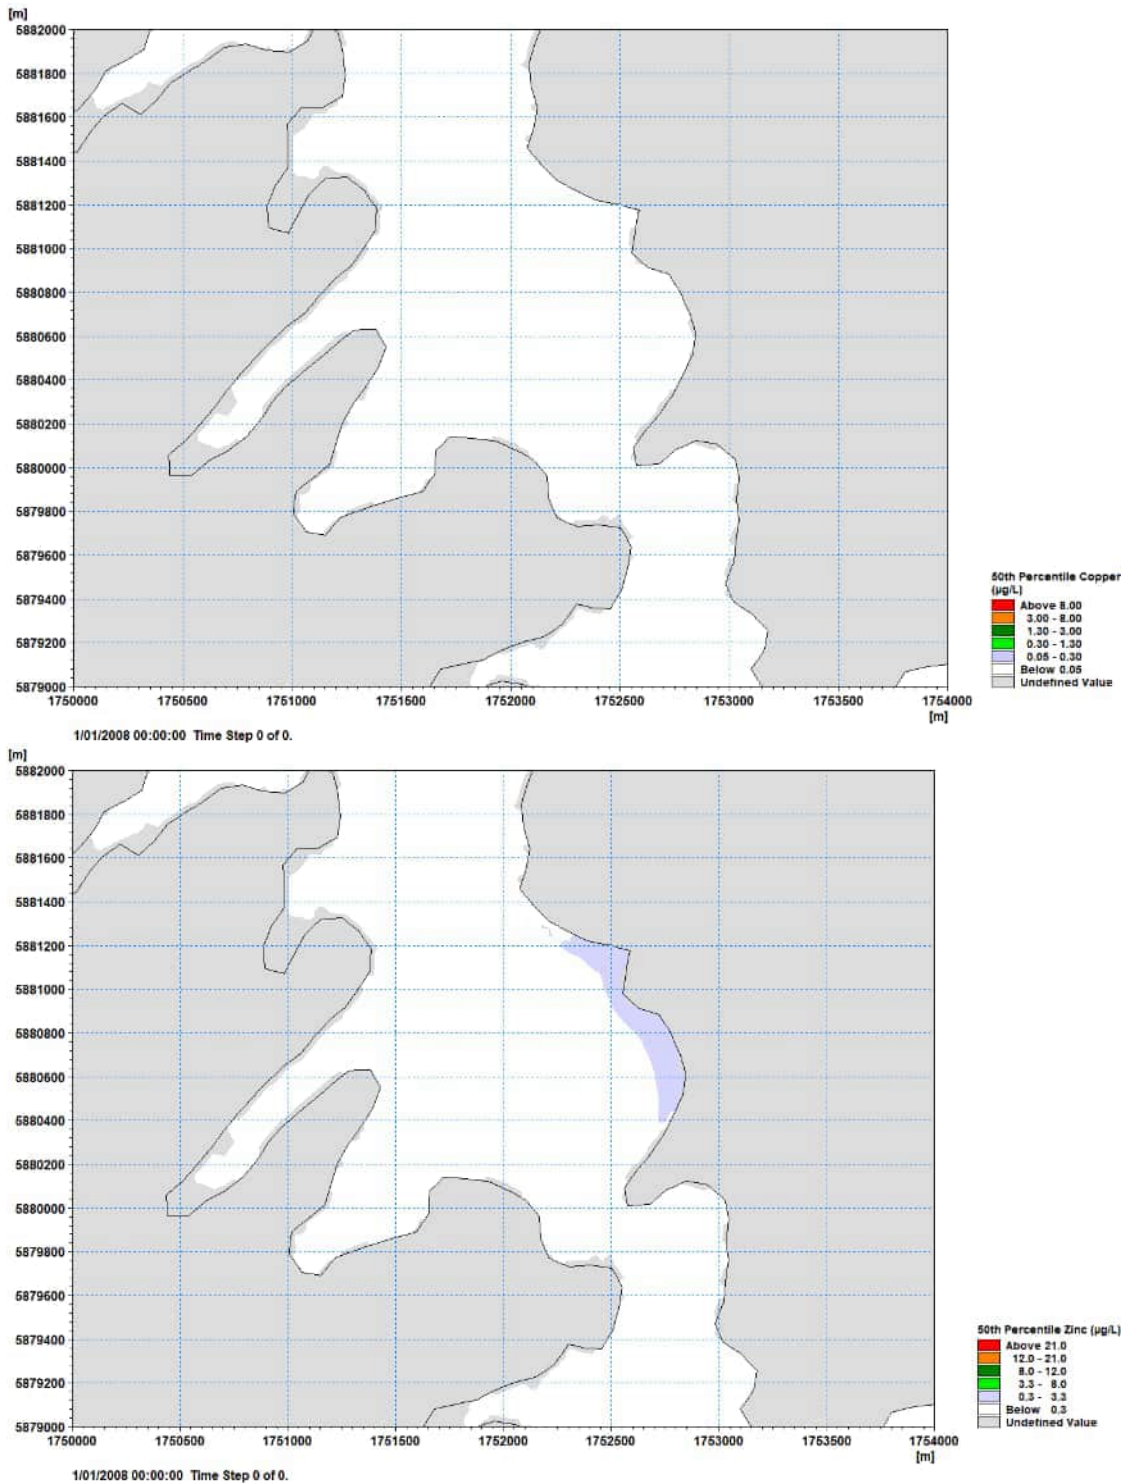 [m]
5882000
5881800
5881600
5881400
5881200
5881000
5880800
5880600
5880400
5880200
5880000
5879800
5879600
5879400
5879200
5879000
1750000 1750500 1751000 1751500 1752000 1752500 1753000 1753500 1754000
[m]
50th Percentile Copper
(µg/L)
Above 8.00
3.00 - 8.00
1.30 - 3.00
0.30 - 1.30
0.05 - 0.30
Below 0.05
Undefined Value
1/01/2008 00:00:00 Time Step 0 of 0.
[m]
5882000
5881800
5881600
5881400
5881200
5881000
5880800
5880600
5880400
5880200
5880000
5879800
5879600
5879400
5879200
5879000
1750000 1750500 1751000 1751500 1752000 1752500 1753000 1753500 1754000
[m]
50th Percentile Zinc (µg/L)
Above 21.0
12.0 - 21.0
8.0 - 12.0
3.3 - 8.0
0.3 - 3.3
Below 0.3
Undefined Value
1/01/2008 00:00:00 Time Step 0 of 0.